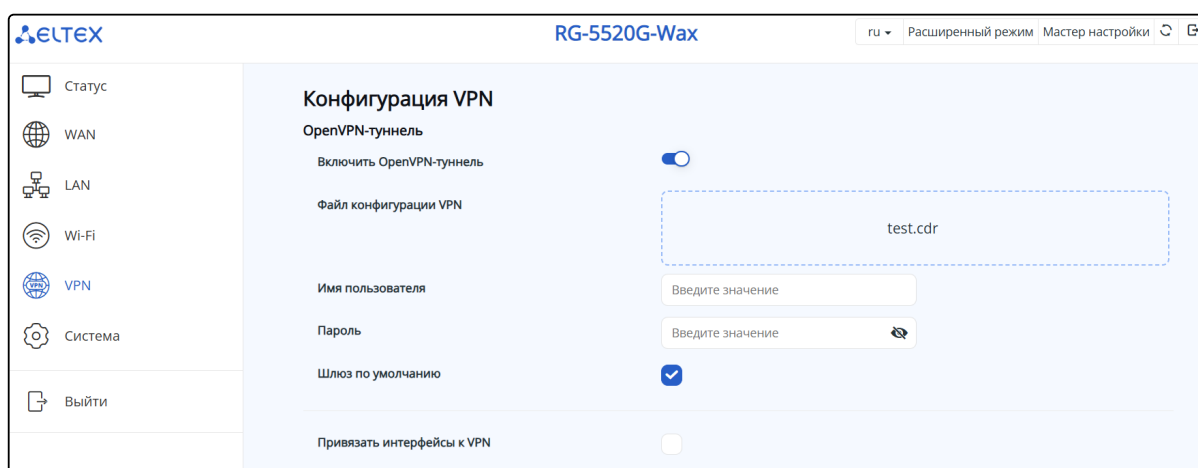 ELTEX
RG-5520G-Wax
ru Расширенный режим Мастер настройки
Статус
WAN
LAN
Wi-Fi
VPN
Система
Выйти
Конфигурация VPN
OpenVPN-туннель
Включить OpenVPN-туннель
Файл конфигурации VPN
test.cdr
Имя пользователя
Введите значение
Пароль
Введите значение
Шлюз по умолчанию
Привязать интерфейсы к VPN